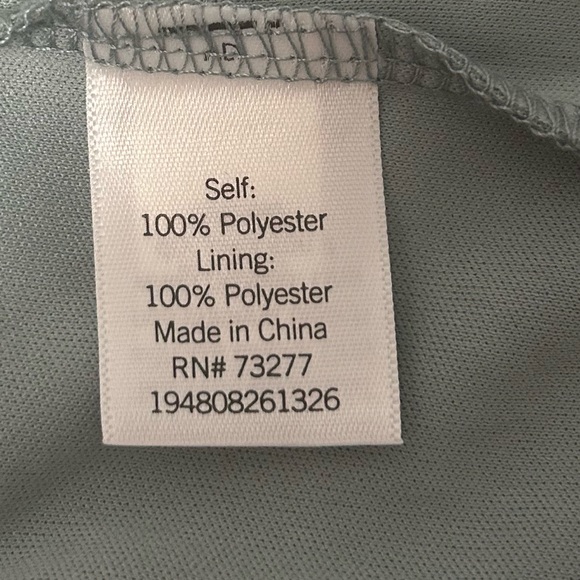 Self:
100% Polyester
Lining:
100% Polyester
Made in China
RN# 73277
194808261326